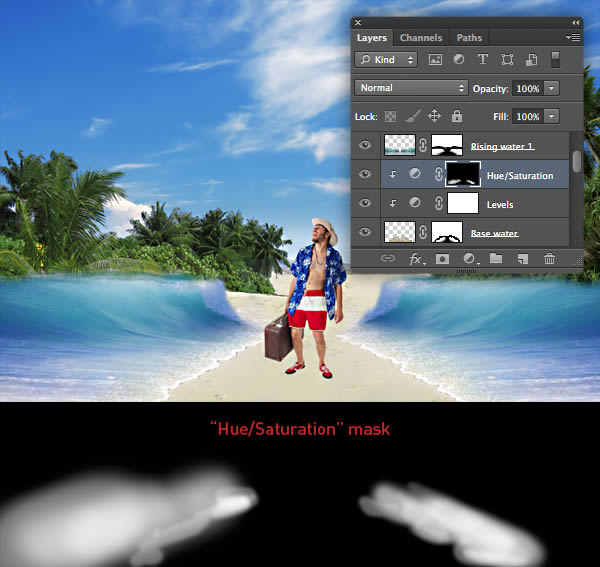 Layers Channels Paths
Kind
Normal Opacity: 100%
Lock: Fill: 100%
Rising water 1
Hue/Saturation
Levels
Base water
fx
“Hue/Saturation” mask